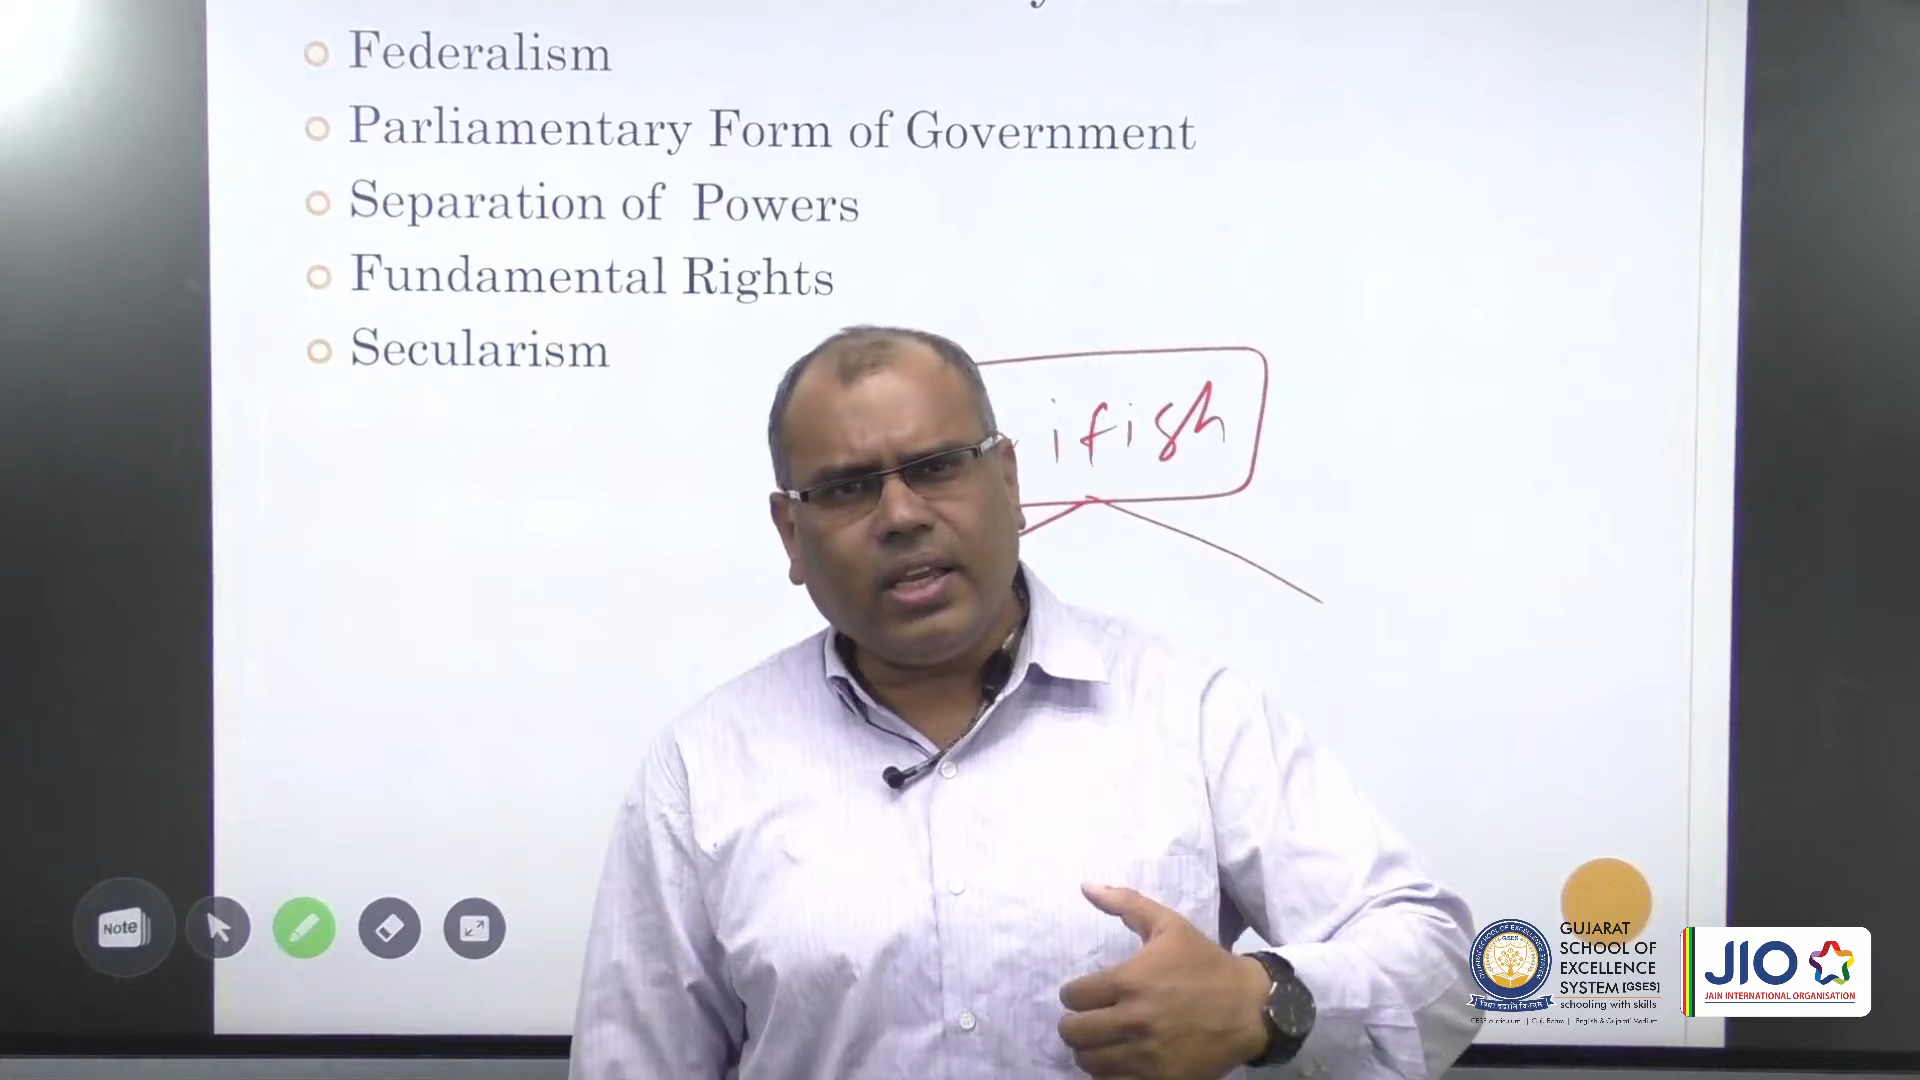 Federalism
Parliamentary Form of Government
Separation of Powers
Fundamental Rights
Secularism
Note
GUJARAT
SCHOOL OF
EXCELLENCE
SYSTEM [GSES]
schooling with skills
JIO
JAIN INTERNATIONAL ORGANISATION